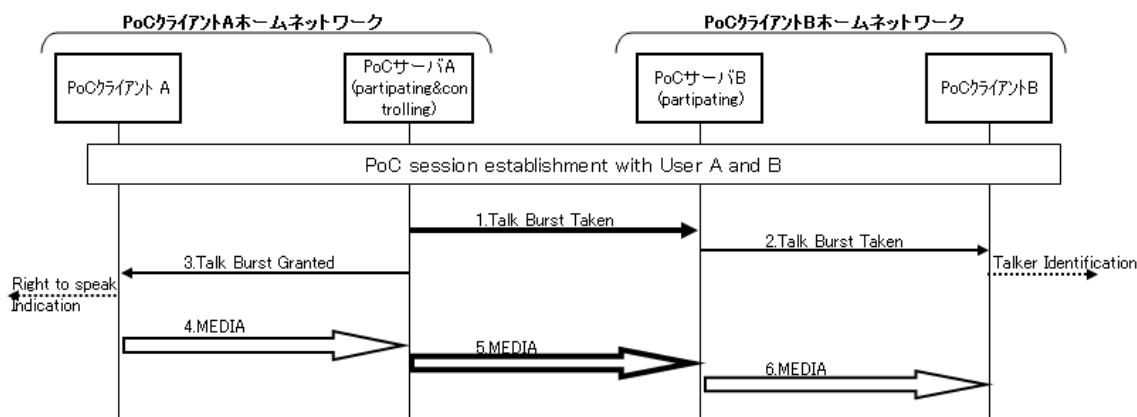 PoCｸﾗｲｱﾝﾄAホームネットワーク
PoCｸﾗｲｱﾝﾄBホームネットワーク
PoCｸﾗｲｱﾝﾄ A
PoCサーバA
(partipating&con
trolling)
PoCサーバB
(partipating)
PoCｸﾗｲｱﾝﾄB
PoC session establishment with User A and B
1.Talk Burst Taken
2.Talk Burst Taken
3.Talk Burst Granted
Talker Identification
Right to speak
Indication
4.MEDIA
5.MEDIA
6.MEDIA